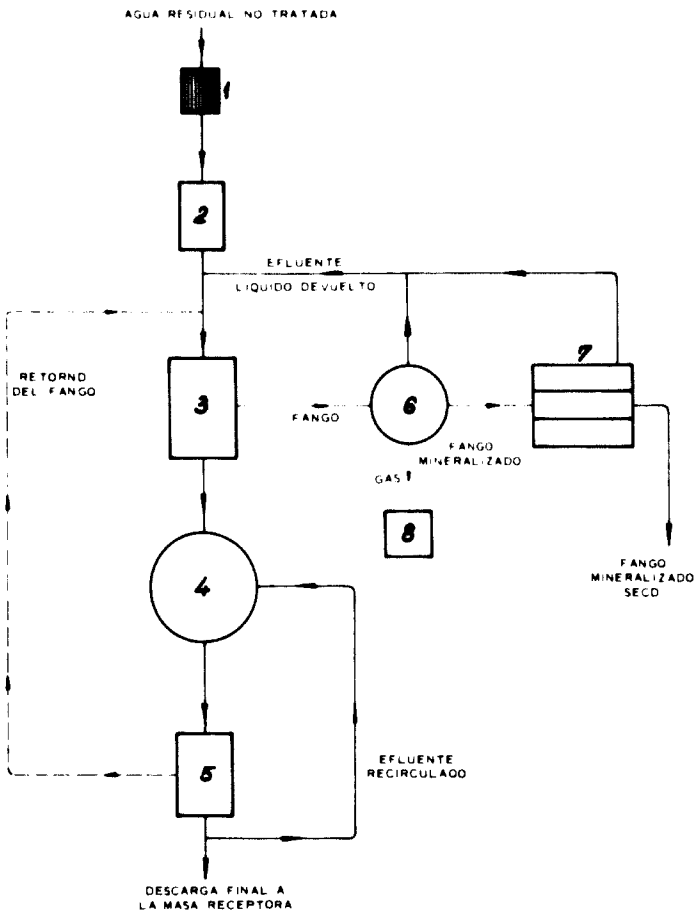 AGUA RESIDUAL NO TRATADA
1
2
EFLUENTE
LIQUIDO DEVUELTO
RETORNO
DEL FANGO
3
FANGO
6
FANGO
MINERALIZADO
7
GAS
8
FANGO
MINERALIZADO
SECO
4
EFLUENTE
RECIRCULADO
5
DESCARGA FINAL A
LA MASA RECEPTORA